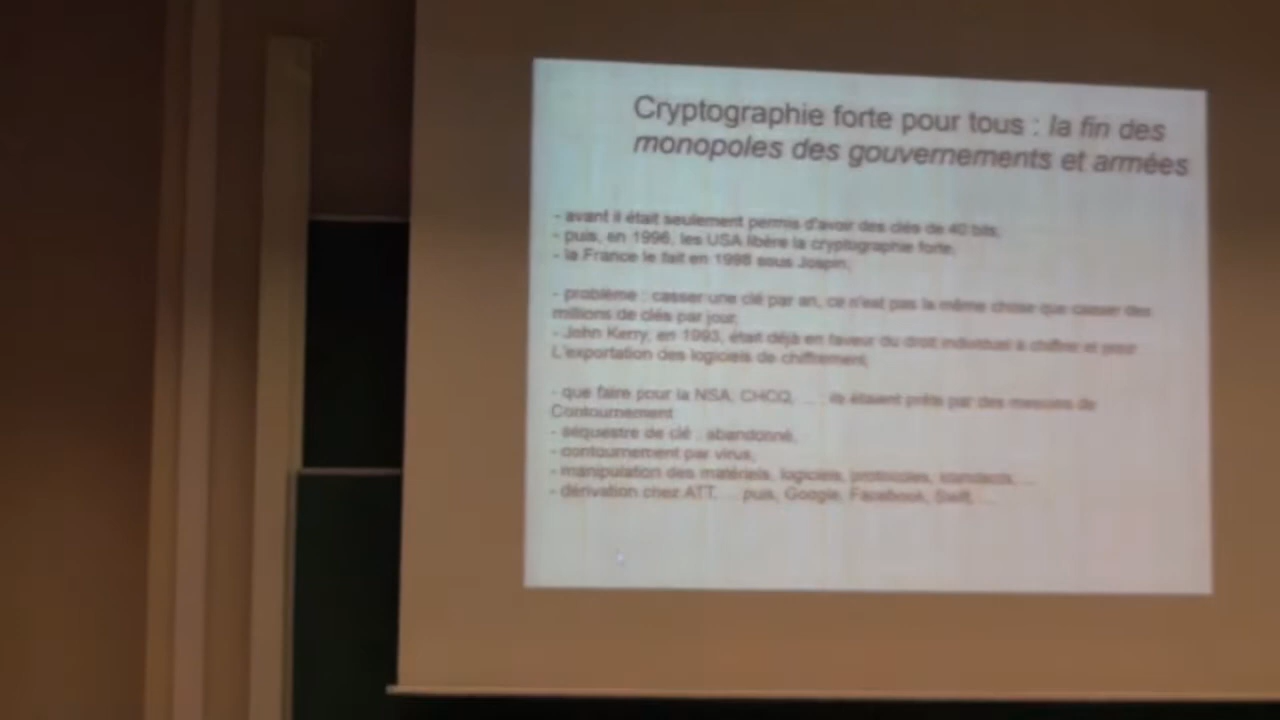 Cryptographie forte pour tous : la fin des
monopoles des gouvernements et armées
- avant il était seulement permis d'avoir des clés de 40 bits,
- puis, en 1996, les USA libère la cryptographie forte,
- la France le fait en 1998 sous Jospin;
- problème : casser une clé par an, ce n'est pas la même chose que casser des
millions de clés par jour,
- John Kerry, en 1993, était déjà en faveur du droit individuel à chiffrer et pour
L'exportation des logiciels de chiffrement,
- que faire pour la NSA, CHCQ, ... : ils étaient prêts par des mesures de
Contournement
- séquestre de clé : abandonné,
- contournement par virus,
- manipulation des matériels, logiciels, protocoles, standards, ...
- dérivation chez ATT, ... puis, Google, Facebook, Swift, ...